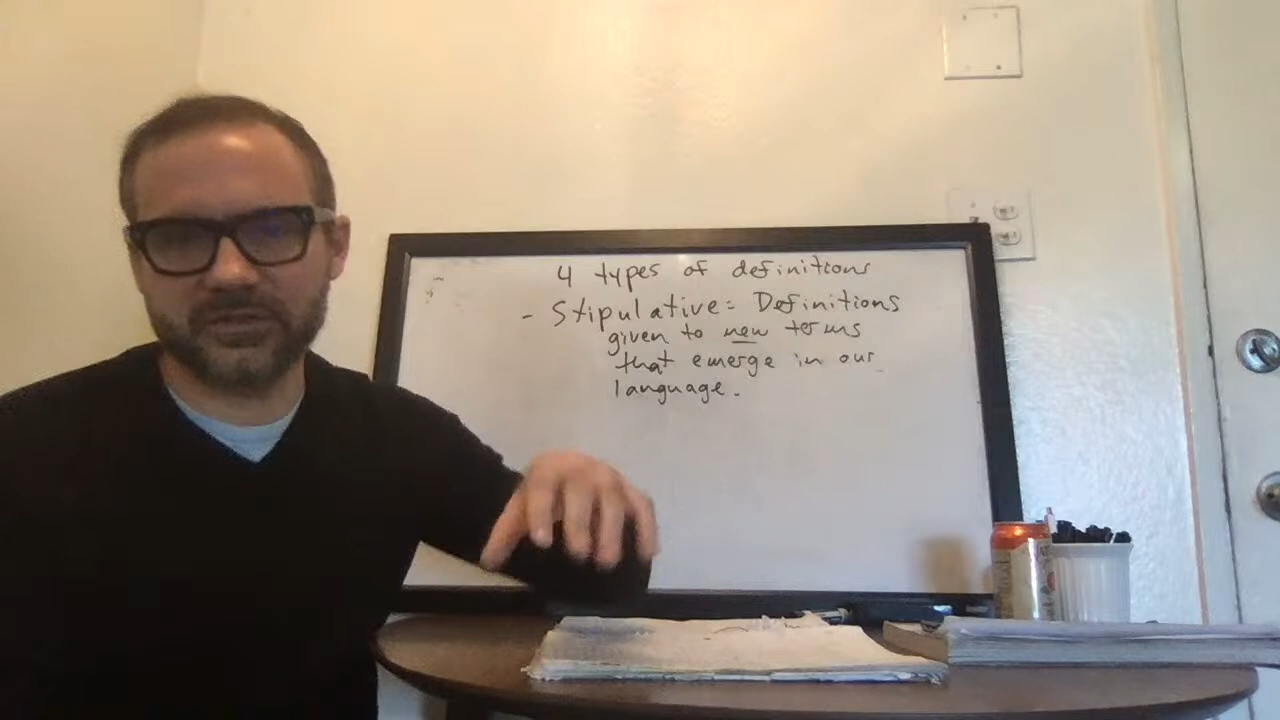 4 types of definitions
- Stipulative = Definitions
given to new terms
that emerge in our
language.